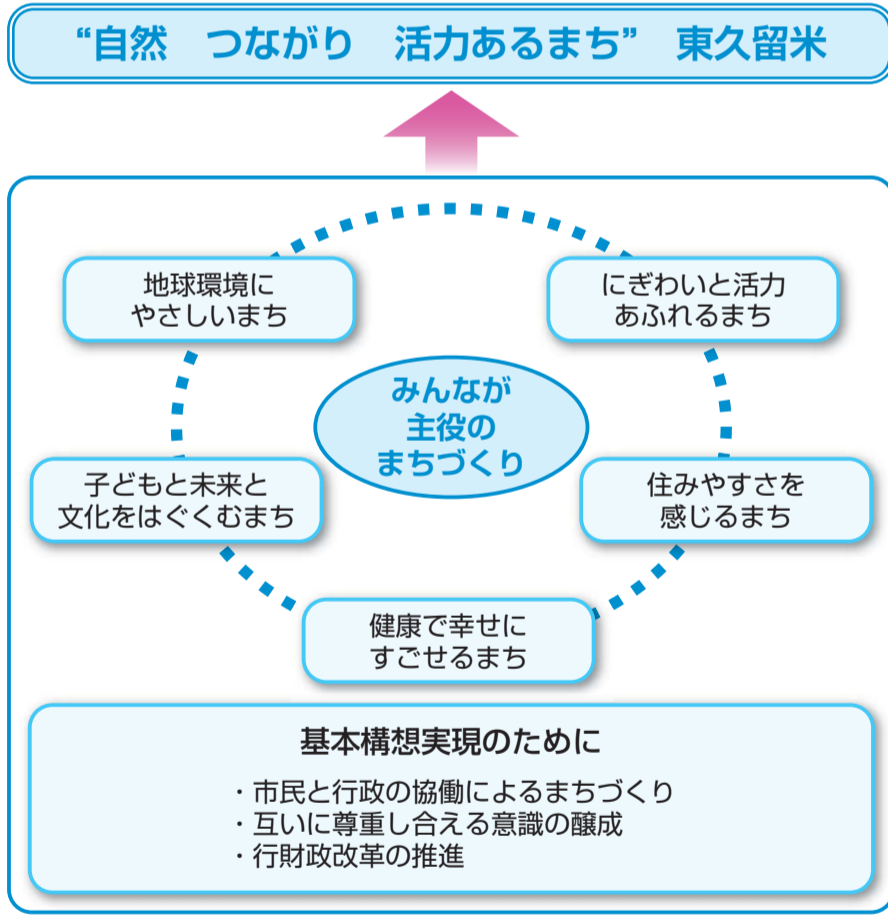 “自然　つながり　活力あるまち”　東久留米
地球環境に
やさしいまち
にぎわいと活力
あふれるまち
みんなが
主役の
まちづくり
子どもと未来と
文化をはぐくむまち
住みやすさを
感じるまち
健康で幸せに
すごせるまち
基本構想実現のために
・市民と行政の協働によるまちづくり
・互いに尊重し合える意識の醸成
・行財政改革の推進